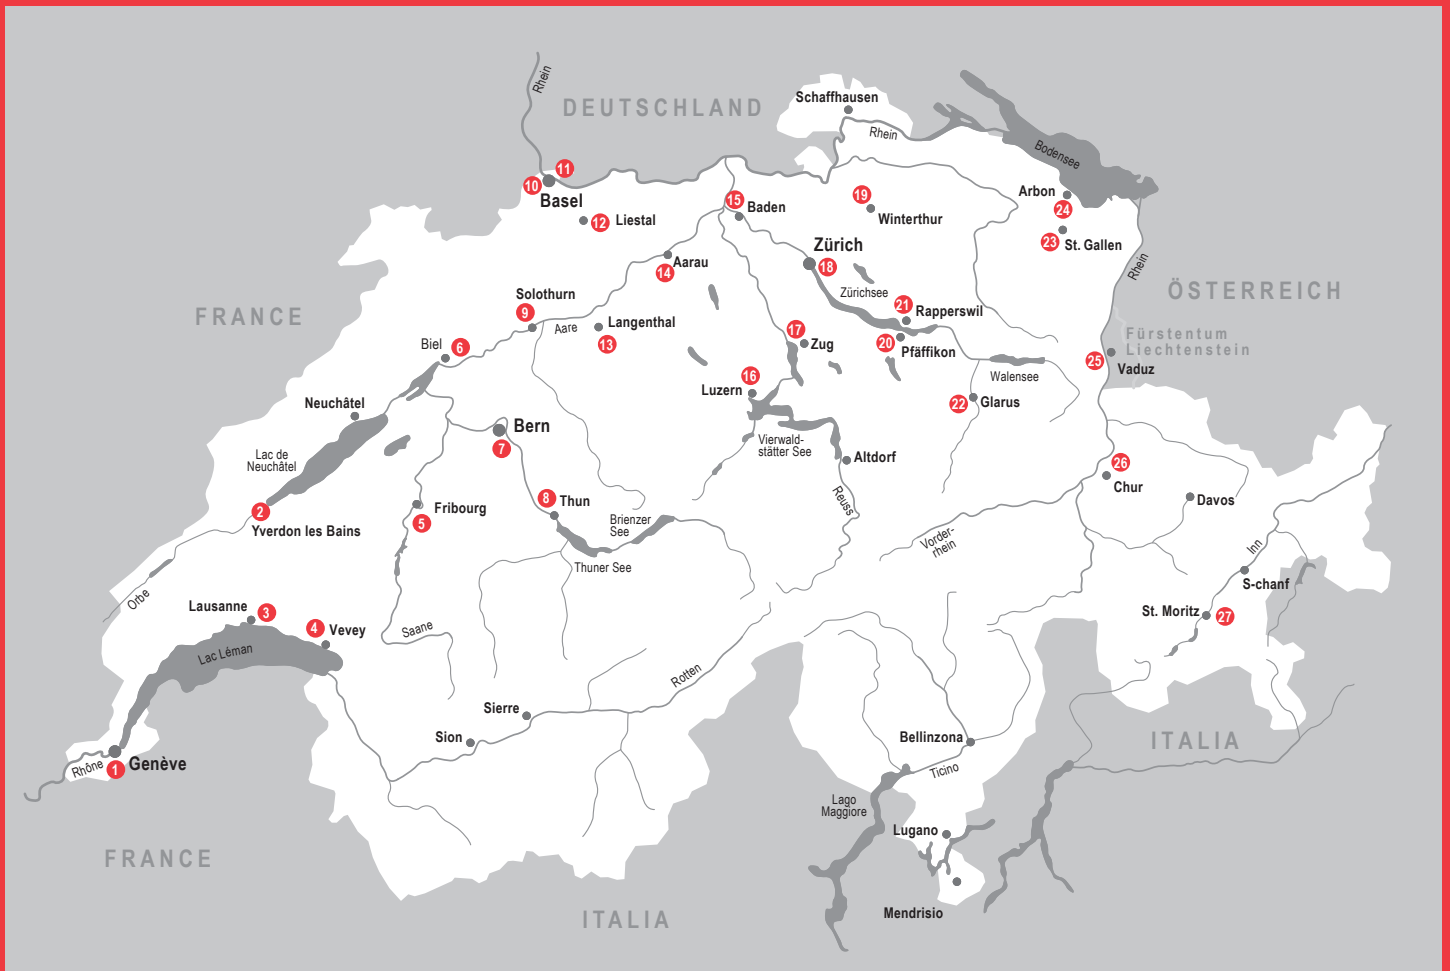 Schaffhausen
Rhein
DEUTSCHLAND
Rhein
Bodensee
11
10
Basel
12
Liestal
15
Baden
19
Winterthur
Arbon
24
23
St. Gallen
Zürich
18
14
Aarau
Rhein
ÖSTERREICH
FRANCE
Solothurn
9
Aare
Langenthal
13
Zürichsee
21
Rapperswil
17
Zug
20
Pfäffikon
Fürstentum
Liechtenstein
25
Vaduz
Biel
6
16
Luzern
Walensee
22
Glarus
Neuchâtel
Bern
7
Lac de
Neuchâtel
Vierwald-
stätter See
Altdorf
26
Chur
2
Yverdon les Bains
Fribourg
5
8
Thun
Brienzer
See
Thuner See
Reuss
Vorder-
rhein
Davos
Inn
S-chanf
Orbe
Lausanne
3
4
Vevey
Lac Léman
Saane
St. Moritz
27
Rotten
Sierre
Sion
Bellinzona
Ticino
ITALIA
Rhône
1
Genève
Lago
Maggiore
Lugano
FRANCE
ITALIA
Mendrisio